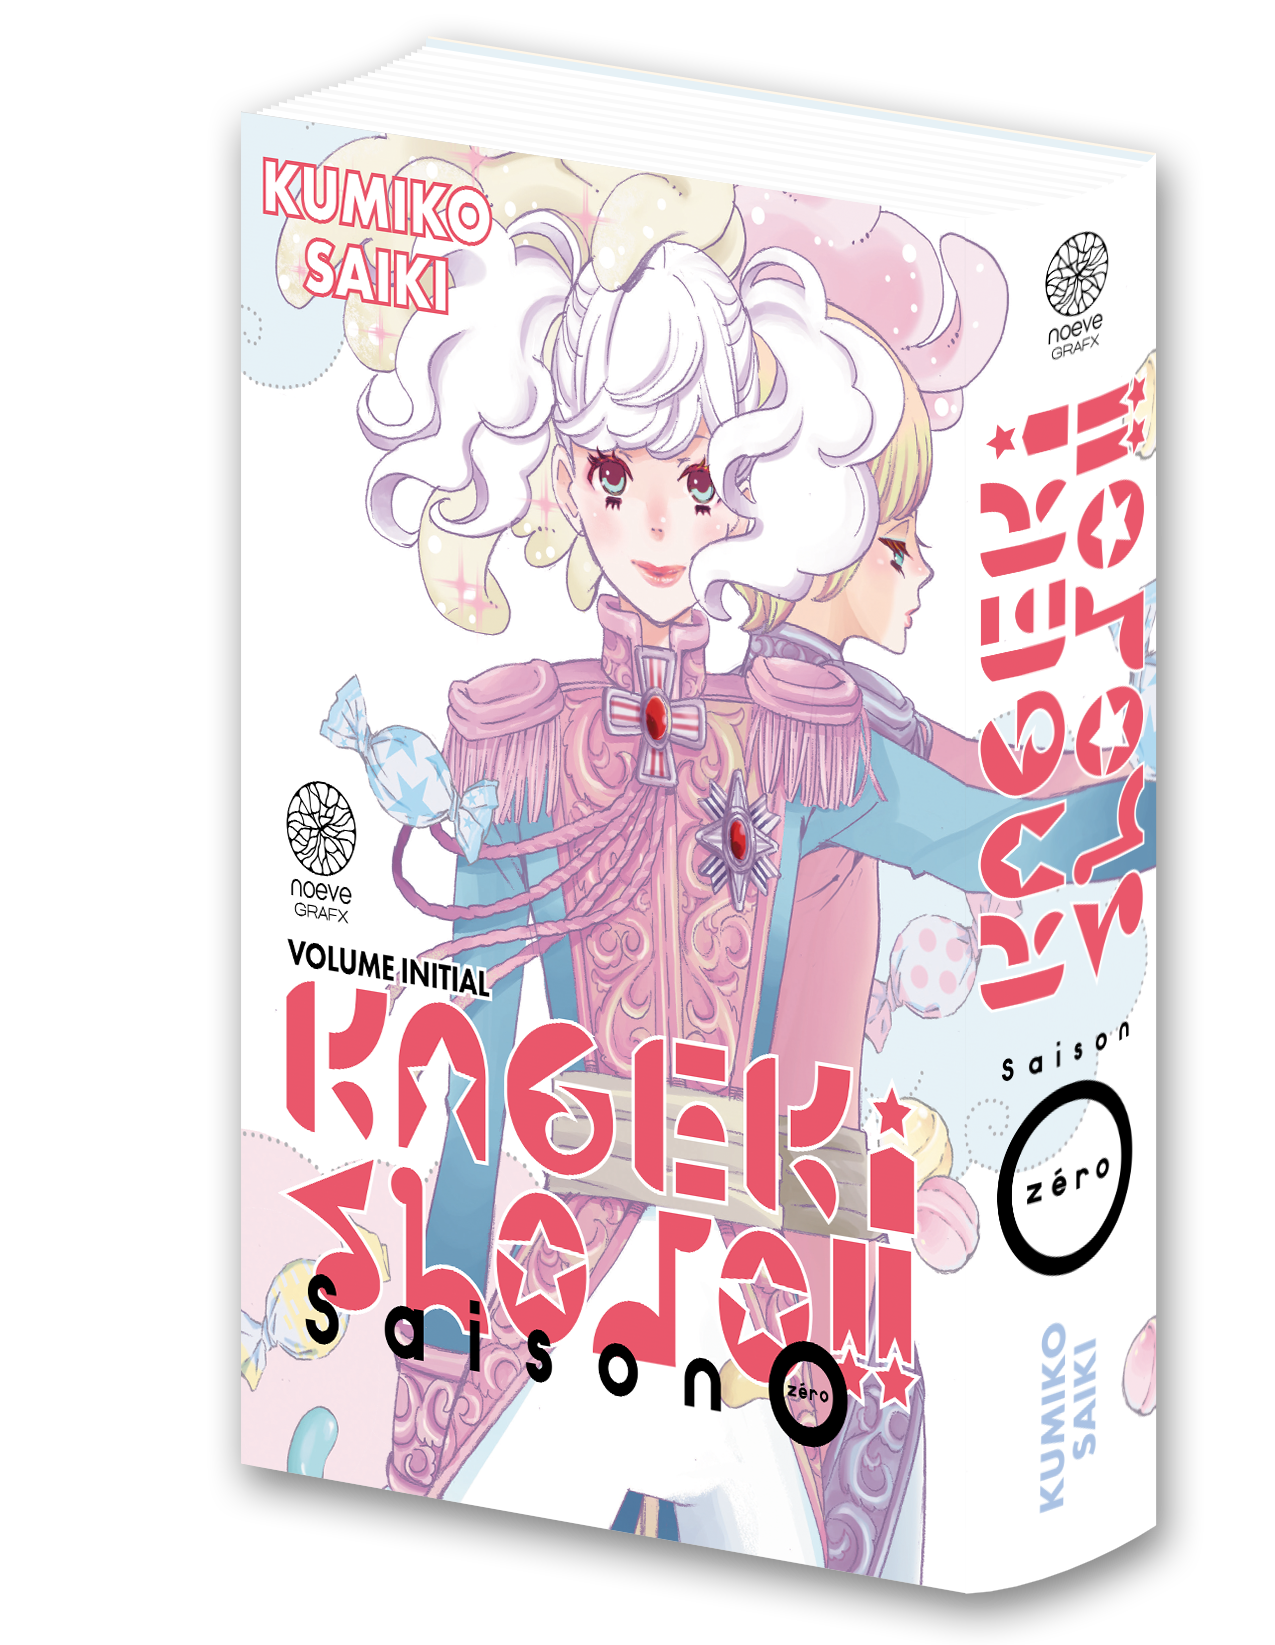 KUMIKO
SAIKI
noeve
GRAFX
VOLUME INITIAL
KAGEKI
ShOJO!!
Saison
zéro
noeve
GRAFX
KAGEKI
ShOJO!!
Saison
zéro
KUMIKO
SAIKI